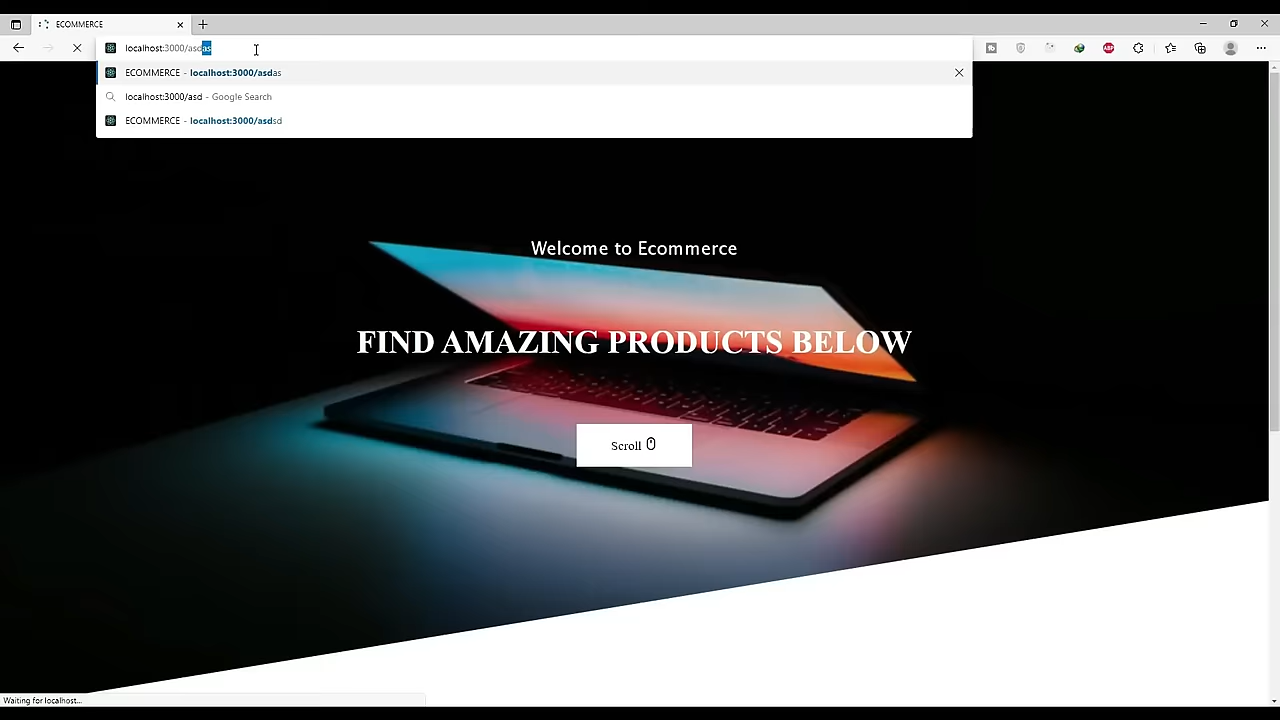 ECOMMERCE
localhost:3000/asdas
ECOMMERCE - localhost:3000/asdas
localhost:3000/asd - Google Search
ECOMMERCE - localhost:3000/asdsd
ABP
Welcome to Ecommerce
FIND AMAZING PRODUCTS BELOW
Scroll
Waiting for localhost...